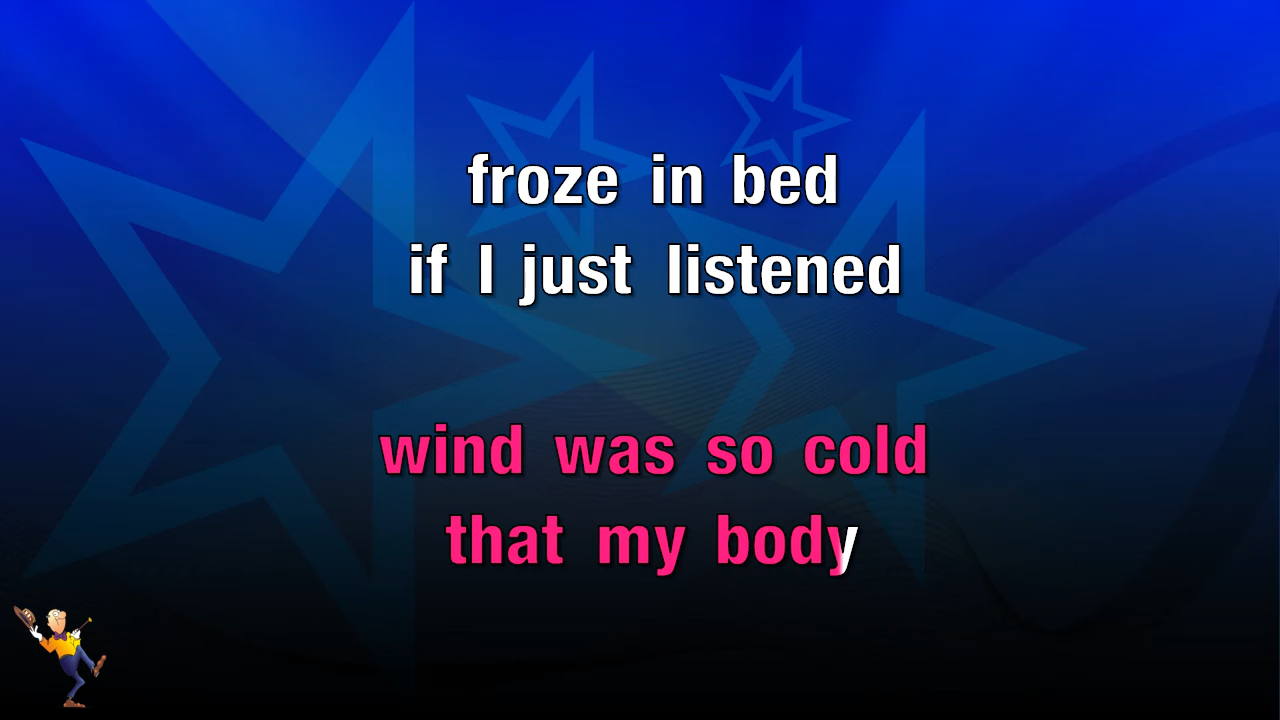 froze in bed
if I just listened
wind was so cold
that my body